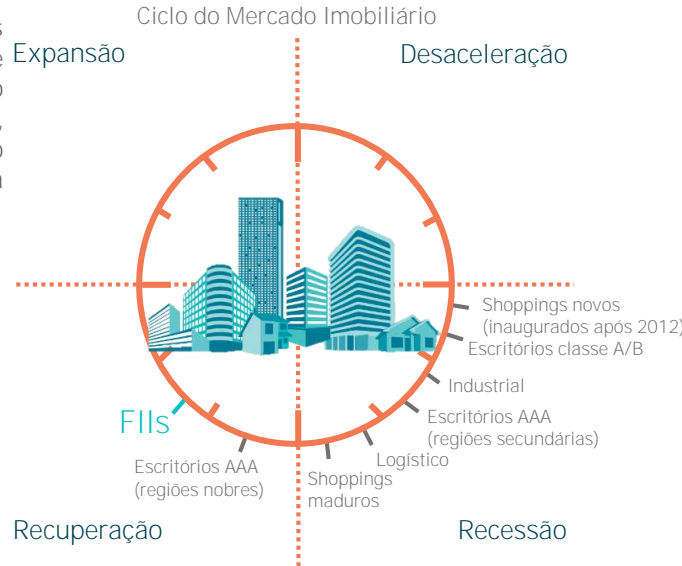 Ciclo do Mercado Imobiliário
Expansão
Desaceleração
Shoppings novos
(inaugurados após 2012)
Escritórios classe A/B
Industrial
Escritórios AAA
(regiões secundárias)
Logístico
Shoppings
maduros
Escritórios AAA
(regiões nobres)
FIIs
Recuperação
Recessão